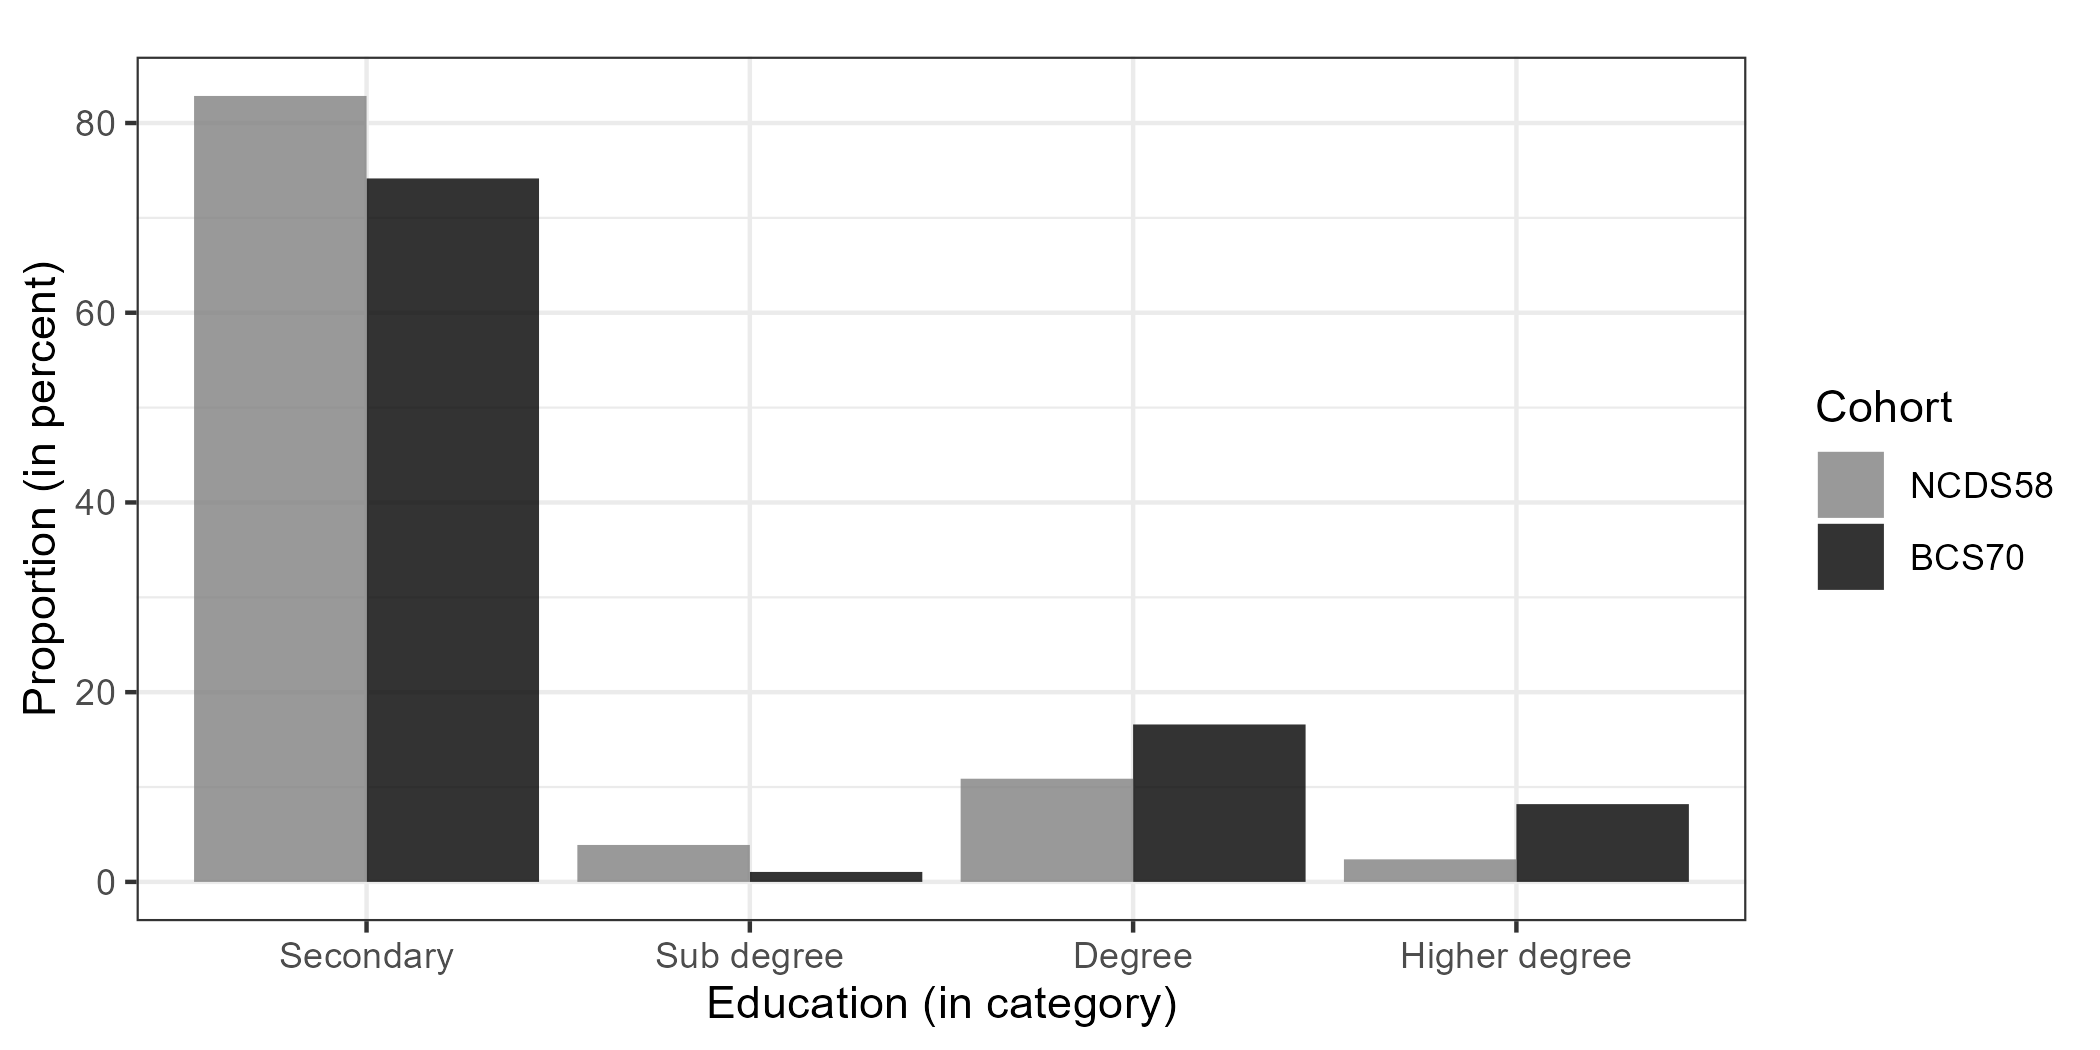 Proportion (in percent)
80
60
40
20
0
Secondary
Sub degree
Degree
Higher degree
Education (in category)
Cohort
NCDS58
BCS70